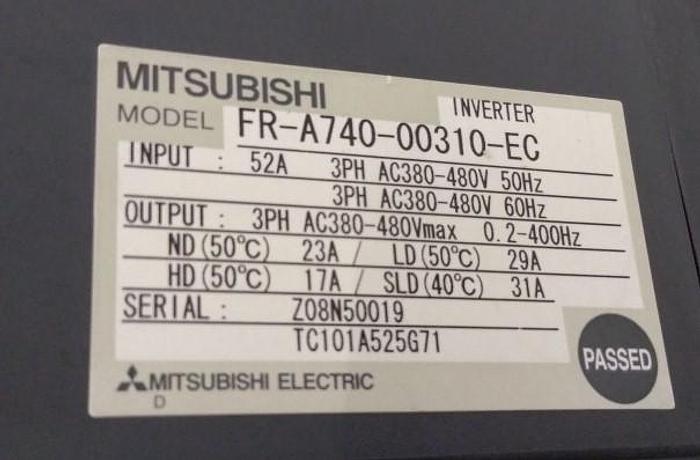 MITSUBISHI INVERTER
MODEL FR-A740-00310-EC
INPUT : 52A 3PH AC380-480V 50Hz
3PH AC380-480V 60Hz
OUTPUT : 3PH AC380-480Vmax 0.2-400Hz
ND(50℃) 23A / LD(50℃) 29A
HD(50℃) 17A / SLD(40℃) 31A
SERIAL : Z08N50019
TC101A525G71
PASSED
MITSUBISHI ELECTRIC
D